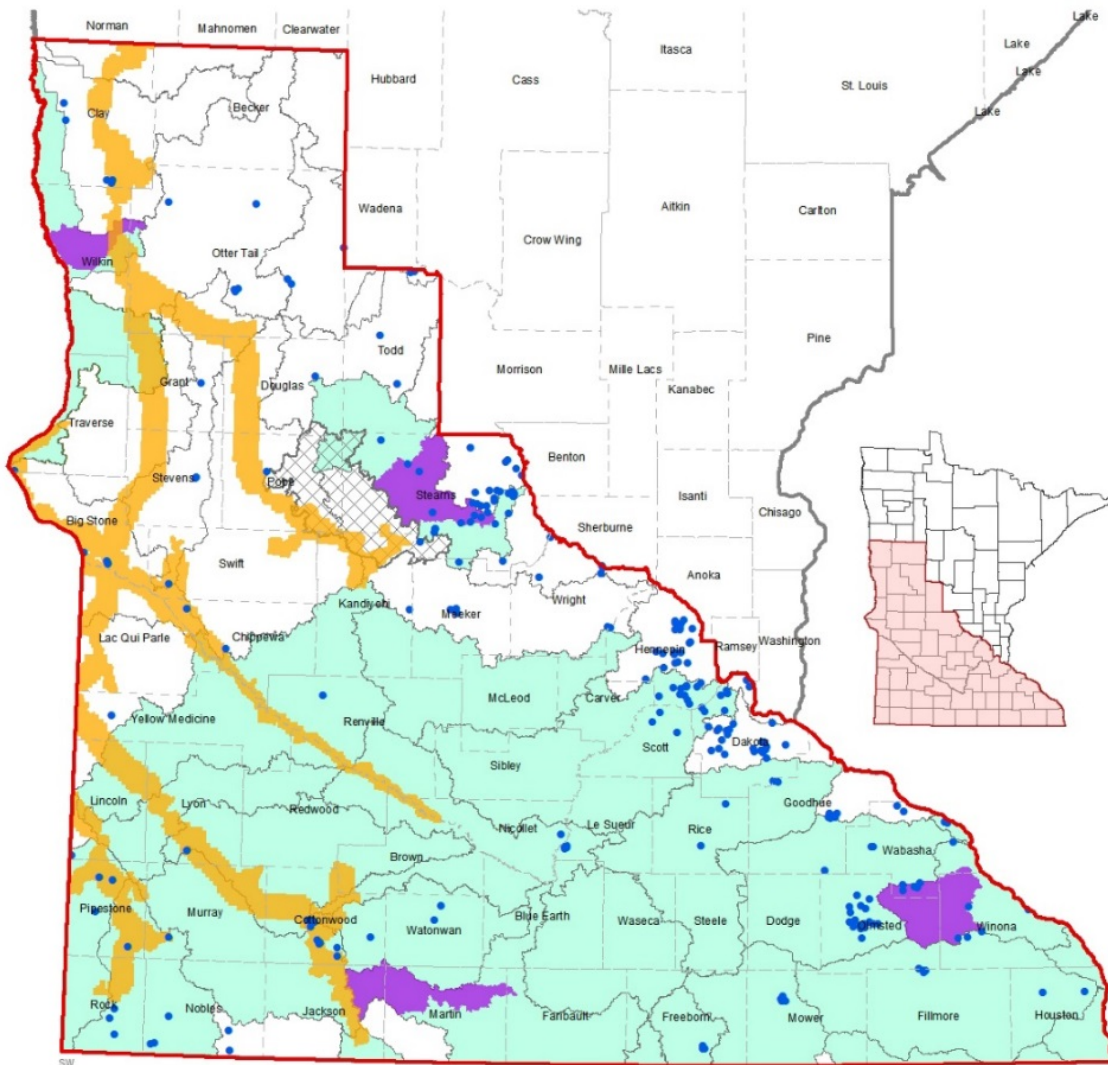 Norman
Mahnomen
Clearwater
Lake
Itasca
Lake
Hubbard
Cass
St. Louis
Lake
Becker
Clay
Lake
Wadena
Aitkin
Carlton
Crow Wing
Otter Tail
Wilkin
Pine
Todd
Morrison
Mille Lacs
Grant
Douglas
Kanabec
Traverse
Benton
Stevens
Pope
Stearns
Isanti
Chisago
Big Stone
Sherburne
Swift
Anoka
Kandiyohi
Wright
Meeker
Lac Qui Parle
Chippewa
Washington
Hennepin
Ramsey
McLeod
Carver
Yellow Medicine
Renville
Scott
Dakota
Sibley
Lincoln
Lyon
Redwood
Goodhue
Nicollet
Le Sueur
Rice
Brown
Wabasha
Pipestone
Murray
Cottonwood
Watonwan
Blue Earth
Waseca
Steele
Dodge
Olmsted
Winona
Rock
Nobles
Jackson
Martin
Faribault
Freeborn
Mower
Fillmore
Houston
SW